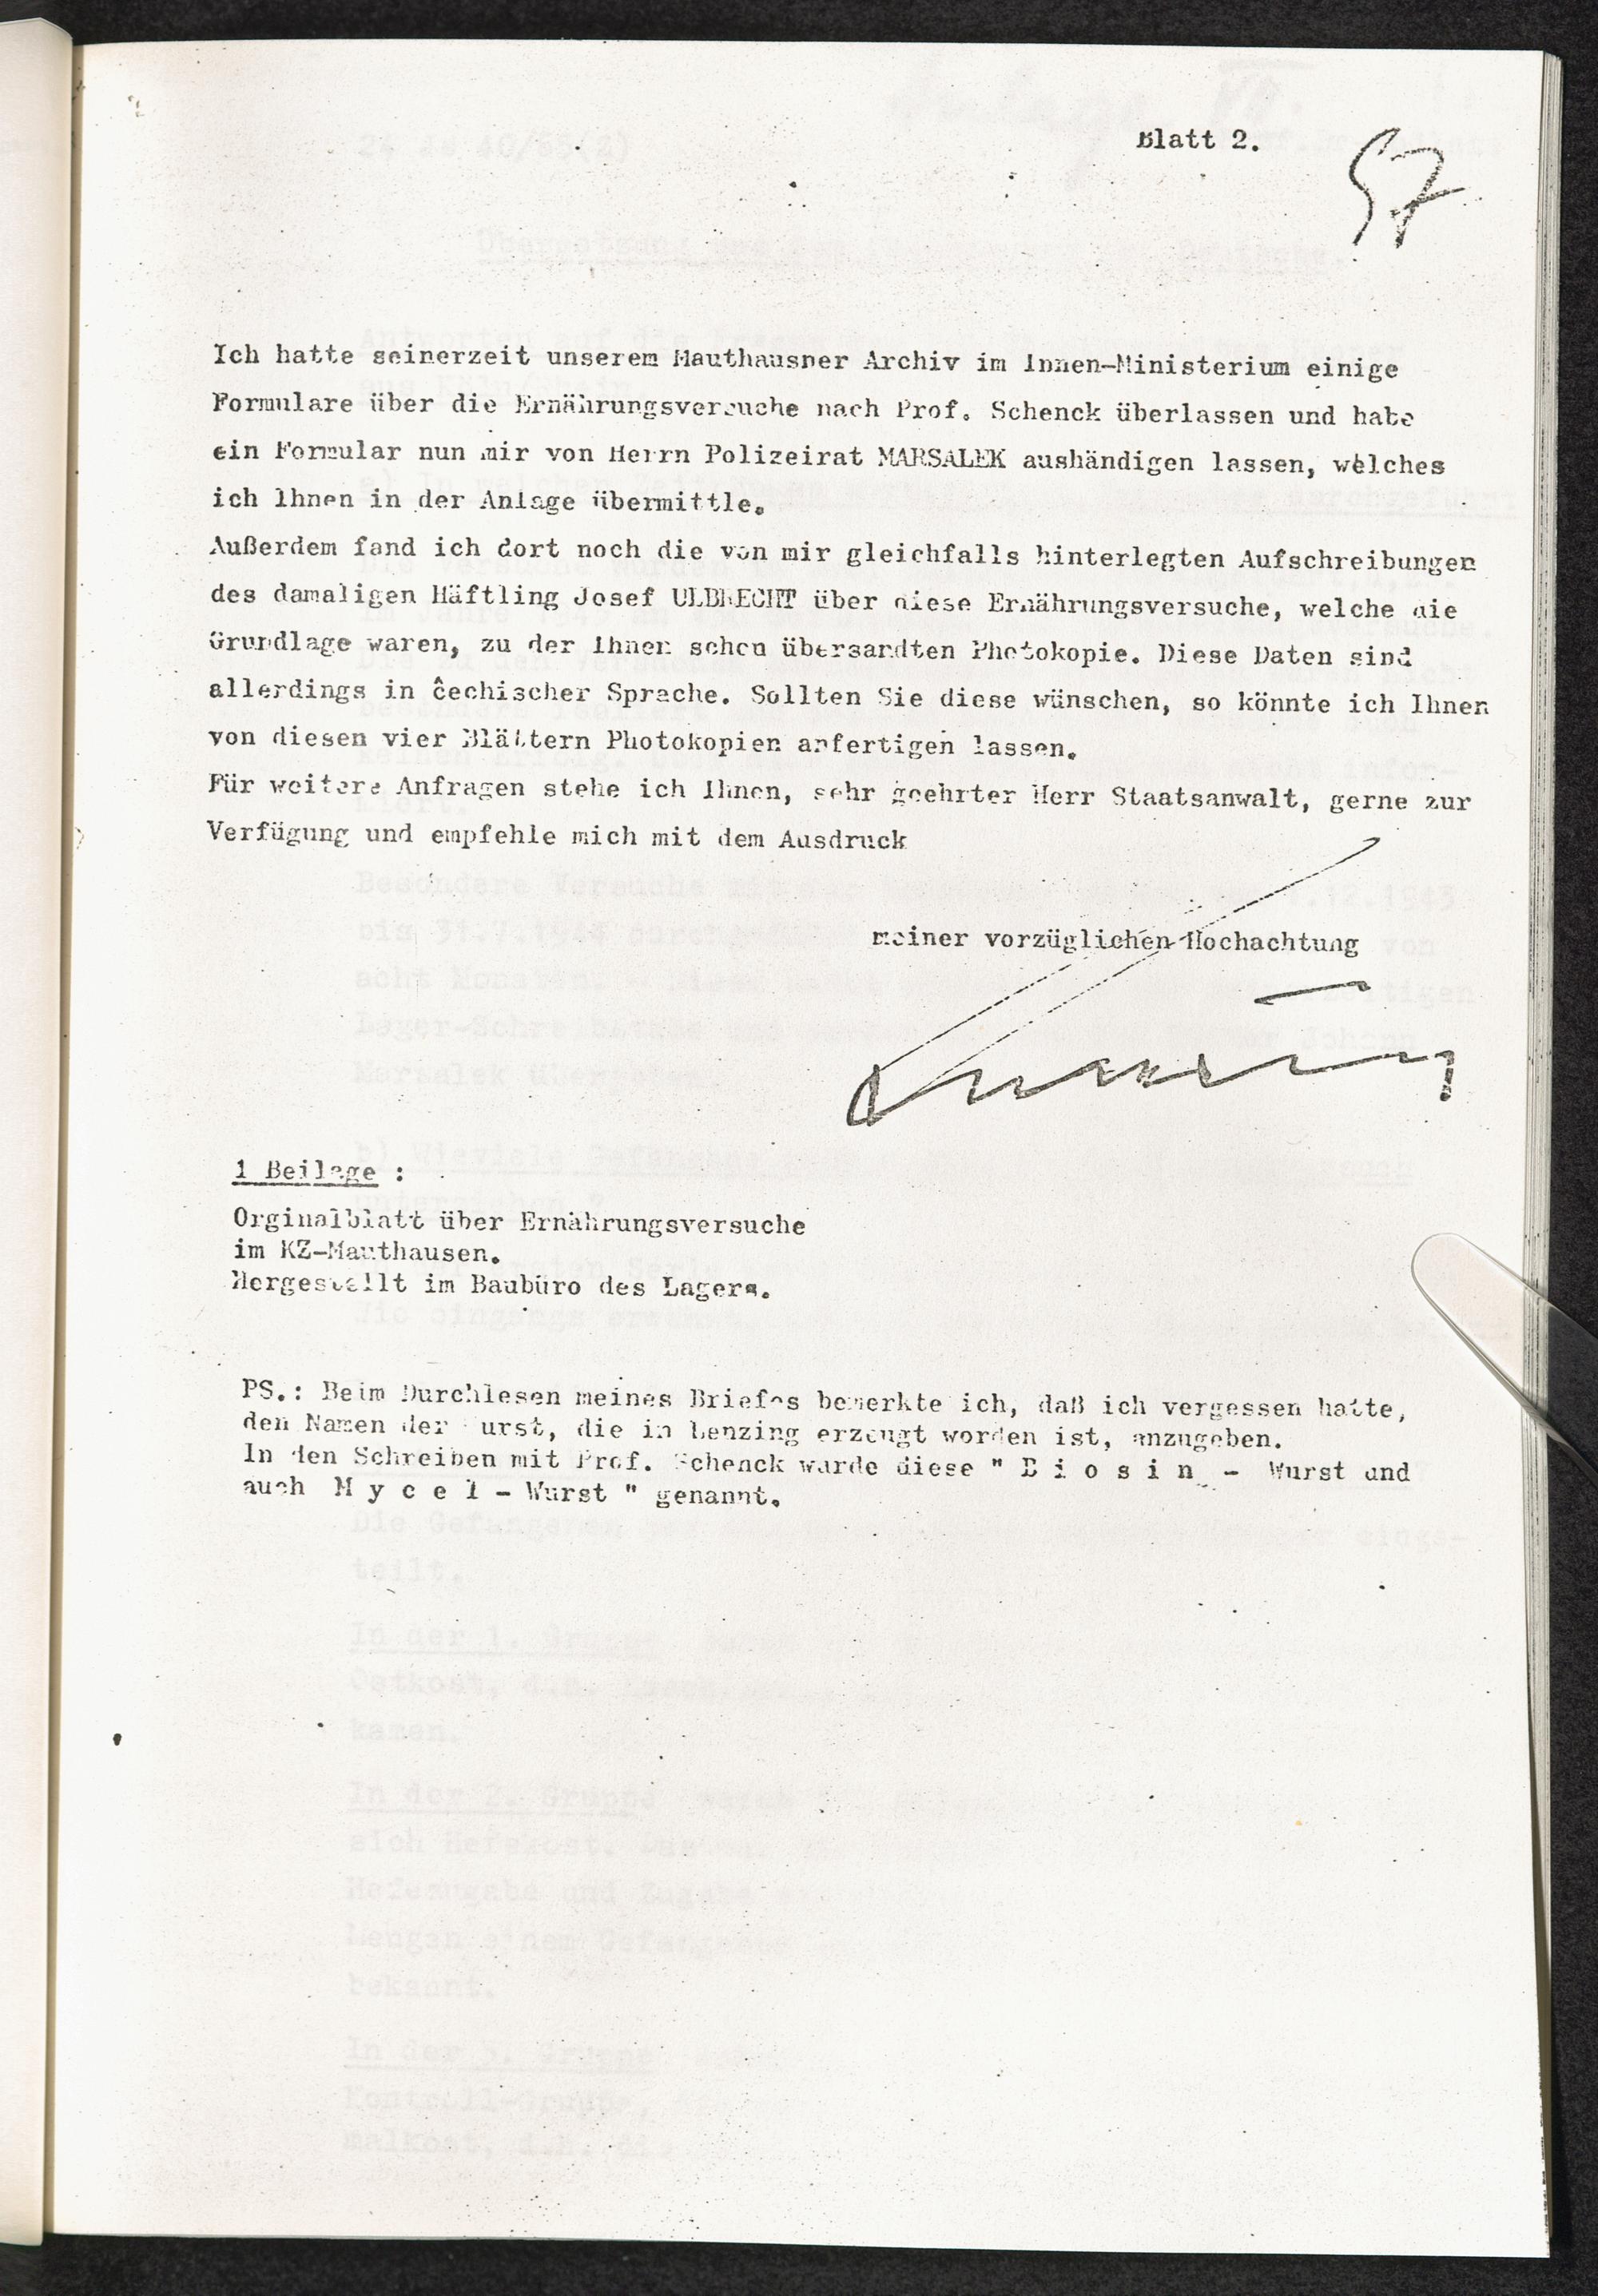 Blatt 2.
57
Ich hatte seinerzeit unserem Mauthausner Archiv im Innen-Ministerium einige
Formulare über die Ernährungsversuche nach Prof. Schenck überlassen und habe
ein Formular nun mir von Herrn Polizeirat MARSALEK aushändigen lassen, welches
ich Ihnen in der Anlage übermittle.
Außerdem fand ich dort noch die von mir gleichfalls hinterlegten Aufschreibungen
des damaligen Häftling Josef ULBRECHT über diese Ernährungsversuche, welche die
Grundlage waren, zu der Ihnen schon übersandten Photokopie. Diese Daten sind
allerdings in ĉechischer Sprache. Sollten Sie diese wünschen, so könnte ich Ihnen
von diesen vier Blättern Photokopien anfertigen lassen.
Für weitere Anfragen stehe ich Ihnen, sehr geehrter Herr Staatsanwalt, gerne zur
Verfügung und empfehle mich mit dem Ausdruck
meiner vorzüglichen Hochachtung
1 Beilage :
Orginalblatt über Ernährungsversuche
im KZ-Mauthausen.
Hergestellt im Baubüro des Lagers.
PS.: Beim Durchlesen meines Briefes bemerkte ich, daß ich vergessen hatte,
den Namen der Wurst, die in Lenzing erzeugt worden ist, anzugeben.
In den Schreiben mit Prof. Schenck wurde diese " B i o s i n - Wurst und
auch M y c e l - Wurst " genannt.